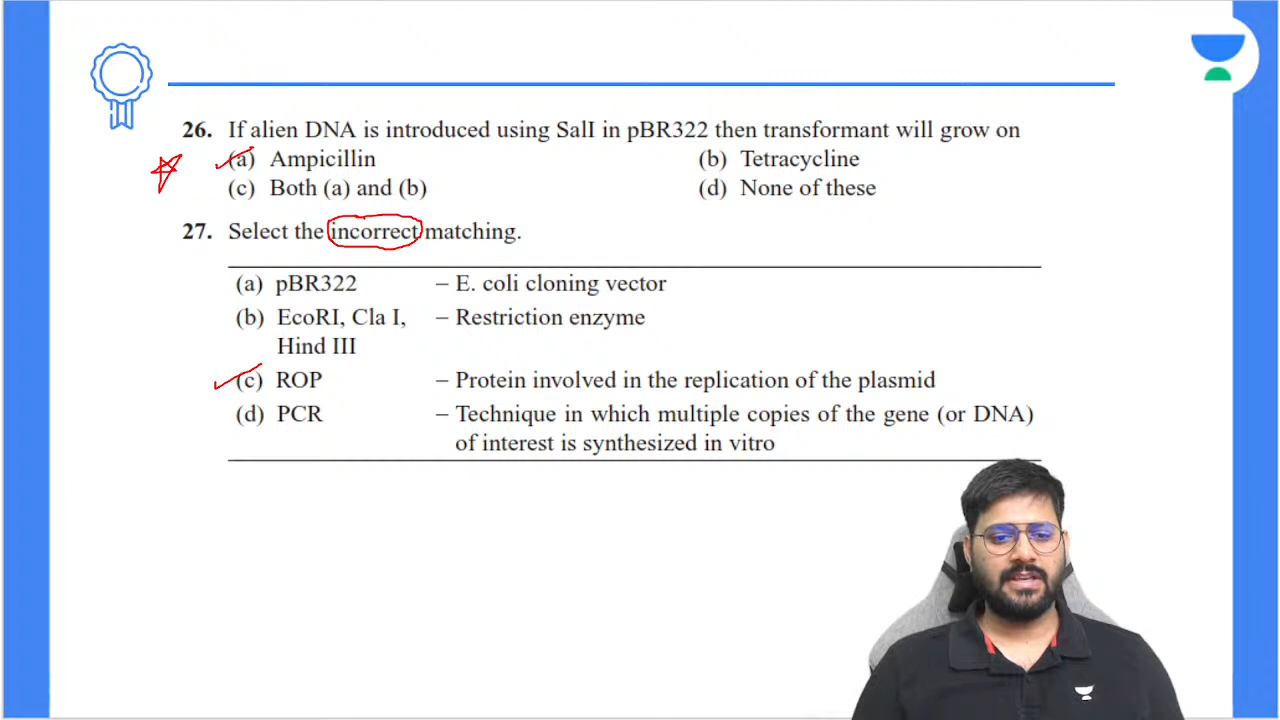 26. If alien DNA is introduced using SalI in pBR322 then transformant will grow on
(a) Ampicillin (b) Tetracycline
(c) Both (a) and (b) (d) None of these
27. Select the incorrect matching.
(a) pBR322 – E. coli cloning vector
(b) EcoRI, Cla I, – Restriction enzyme
Hind III
(c) ROP – Protein involved in the replication of the plasmid
(d) PCR – Technique in which multiple copies of the gene (or DNA)
of interest is synthesized in vitro